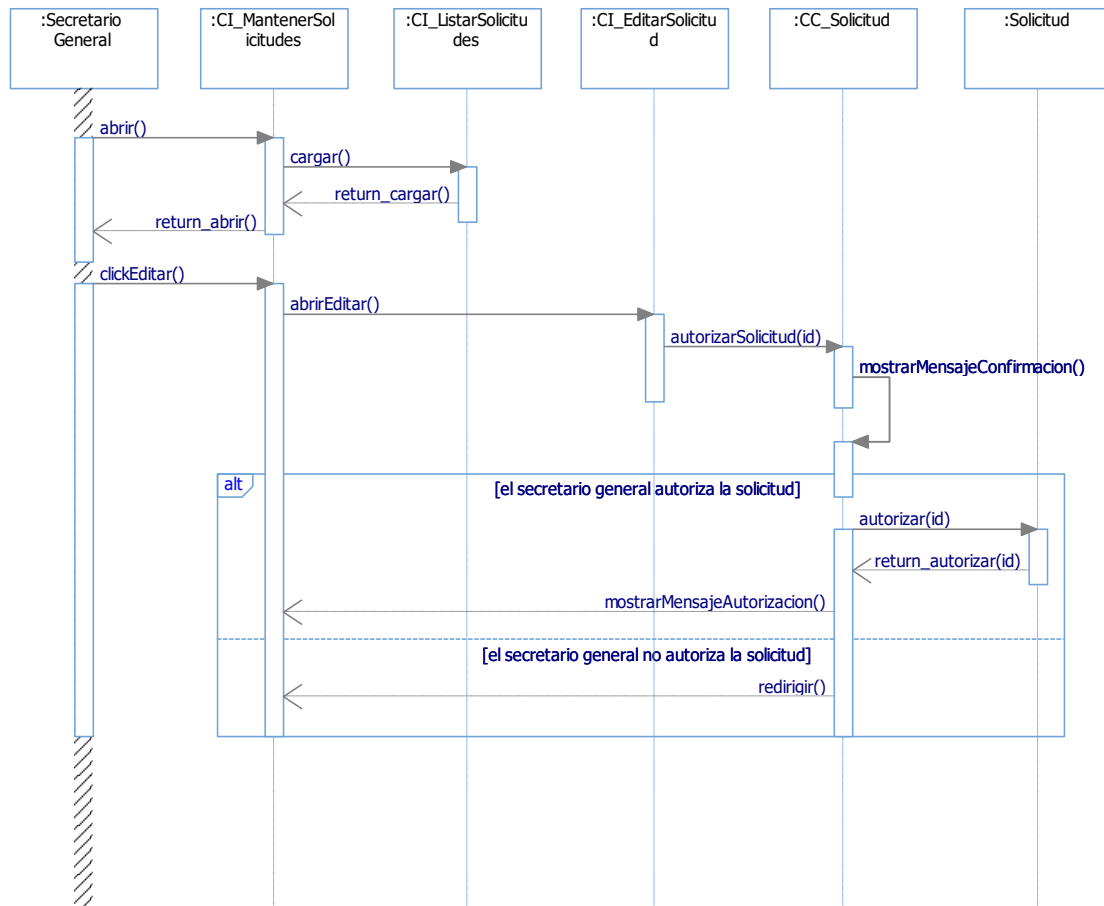 :Secretario
General
:CI_MantenerSol
icitudes
:CI_ListarSolicitu
des
:CI_EditarSolicitu
d
:CC_Solicitud
:Solicitud
abrir()
cargar()
return_cargar()
return_abrir()
clickEditar()
abrirEditar()
autorizarSolicitud(id)
mostrarMensajeConfirmacion()
alt
[el secretario general autoriza la solicitud]
autorizar(id)
return_autorizar(id)
mostrarMensajeAutorizacion()
[el secretario general no autoriza la solicitud]
redirigir()